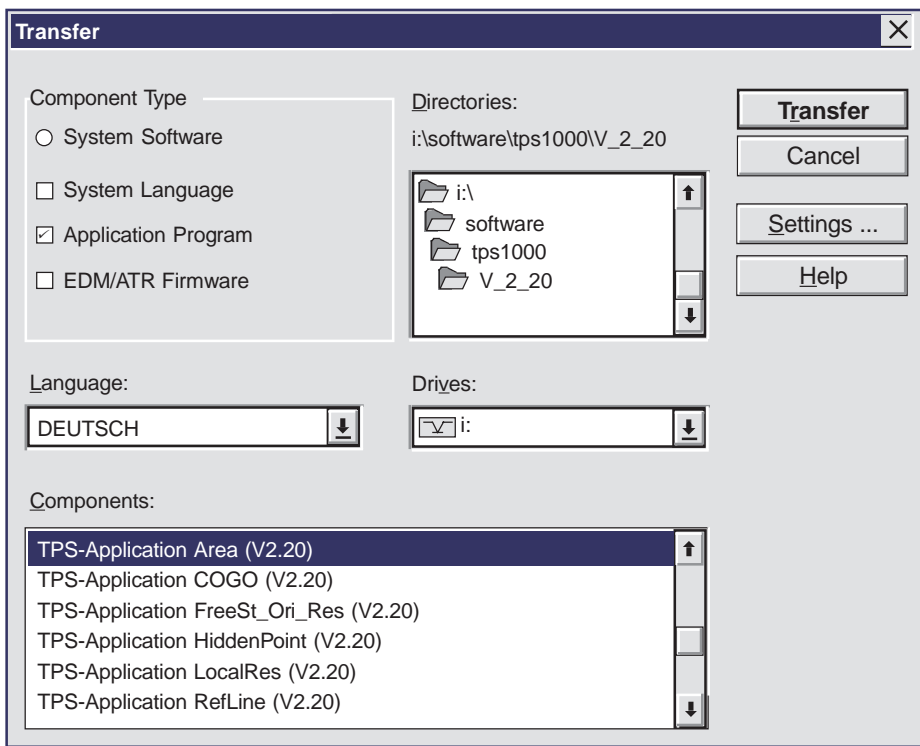 Transfer
Component Type
System Software
System Language
Application Program
EDM/ATR Firmware
Directories:
i:\software\tps1000\V_2_20
i:\
software
tps1000
V_2_20
Transfer
Cancel
Settings ...
Help
Language:
DEUTSCH
Drives:
i:
Components:
TPS-Application Area (V2.20)
TPS-Application COGO (V2.20)
TPS-Application FreeSt_Ori_Res (V2.20)
TPS-Application HiddenPoint (V2.20)
TPS-Application LocalRes (V2.20)
TPS-Application RefLine (V2.20)